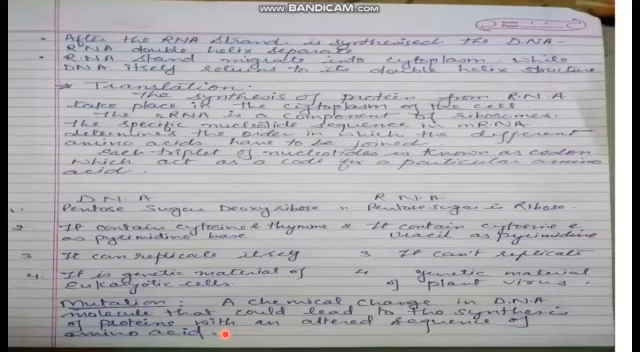 www.BANDICAM.com
After the RNA strand is synthesised the DNA-
RNA double helix separate
RNA stand migrate into cytoplasm while
DNA itself returns to its double helix structure
* Translation:
The synthesis of protein from R.N.A
take place in the cytoplasm of the cell.
The rRNA is a component of ribosomes.
The specific nucleotide sequence in mRNA
determine the order in which the different
amino acids have to be joined.
Each triplet of nucleotides is known as codon
which act as a code for a particular amino
acid.
D.N.A R.N.A
1. Pentose Sugar Deoxyribose " Pentose sugar is Ribose.
2 It contain cytosine & thymine 2 It contain cytosine &
as pyrimidine base Uracil as pyrimidine
3 It can replicate itself 3 It can't replicate
4. It is genetic material of 4 genetic material
eukaryotic cells. of plant virus.
Mutation: A chemical change in D.N.A
molecule that could lead to the synthesis
of proteins with an altered sequence of
amino acid.